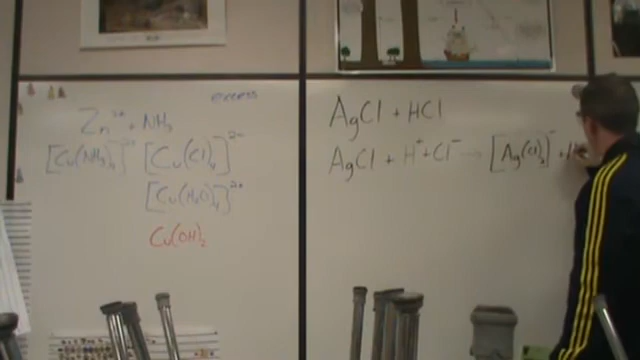 excess
Zn²⁺ + NH₃
[Cu(NH₃)₄]²⁺ [Cu(Cl)₄]²⁻
[Cu(H₂O)₄]²⁺
Cu(OH)₂
AgCl + HCl
AgCl + H⁺ + Cl⁻ → [Ag(Cl)₂]⁻ + H